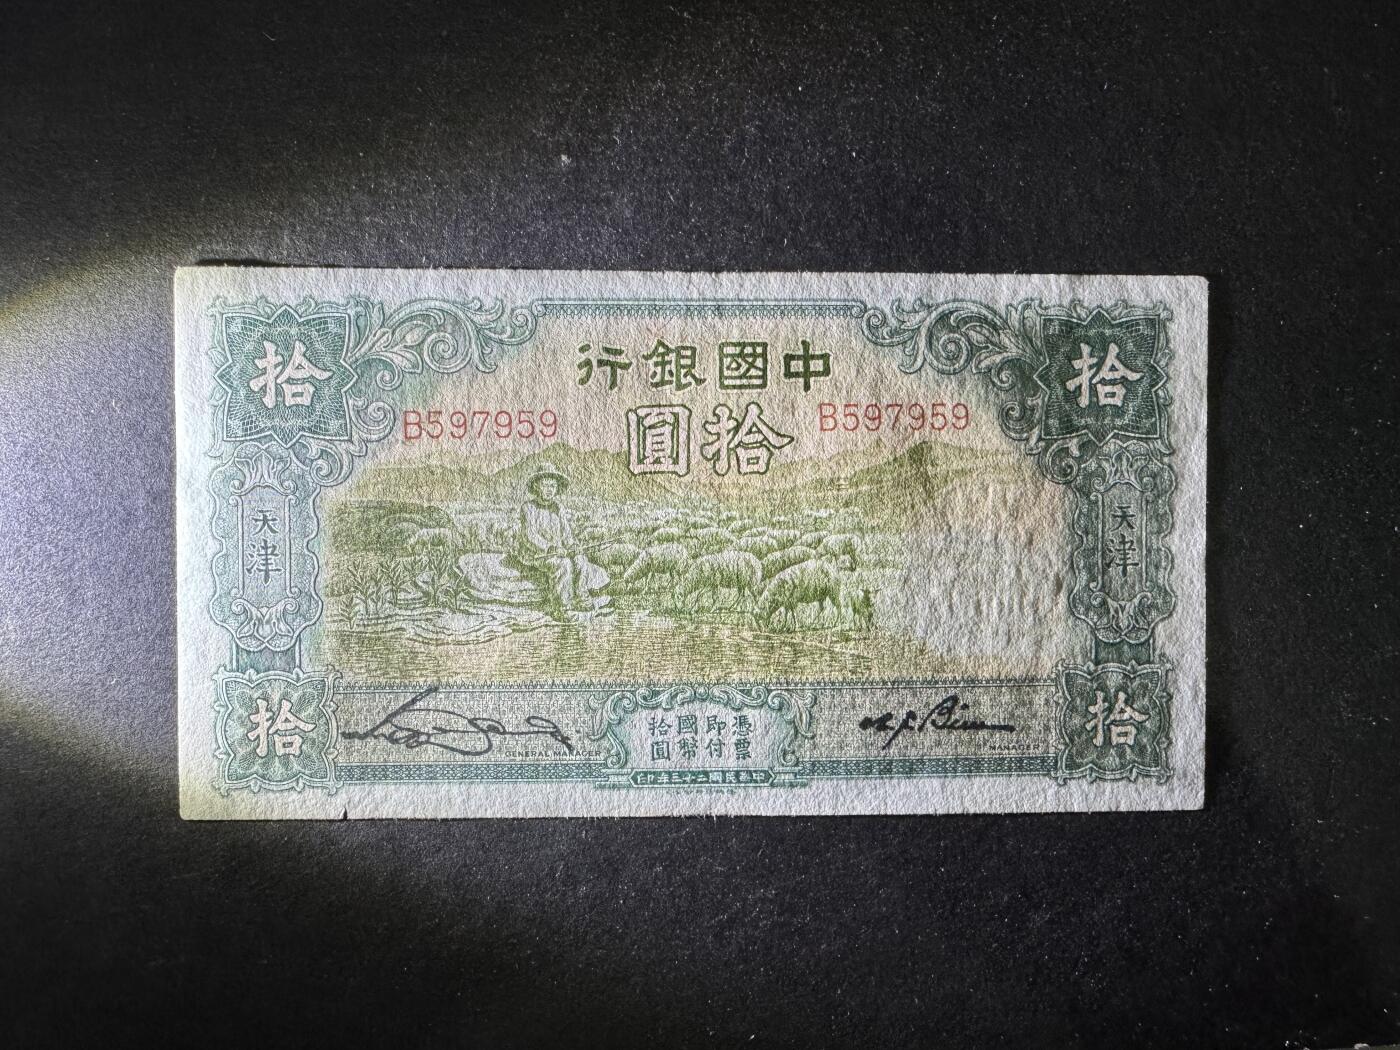 中國銀行
拾
拾
B597959
拾圓
B597959
天津
天津
憑票即付國幣拾圓
GENERAL MANAGER
MANAGER
拾
拾
中華民國二十三年印